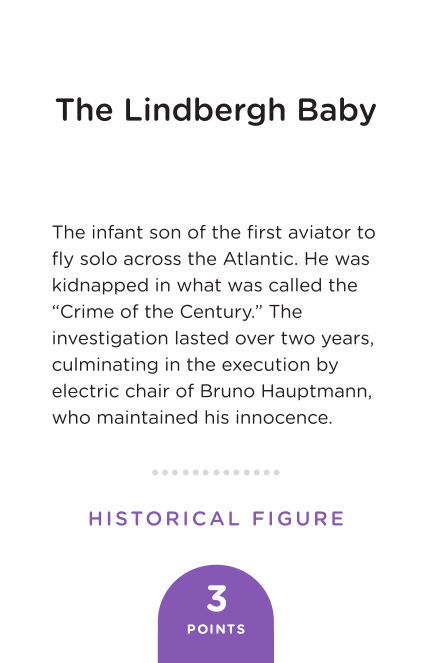 The Lindbergh Baby
The infant son of the first aviator to
fly solo across the Atlantic. He was
kidnapped in what was called the
“Crime of the Century.” The
investigation lasted over two years,
culminating in the execution by
electric chair of Bruno Hauptmann,
who maintained his innocence.
HISTORICAL FIGURE
3
POINTS